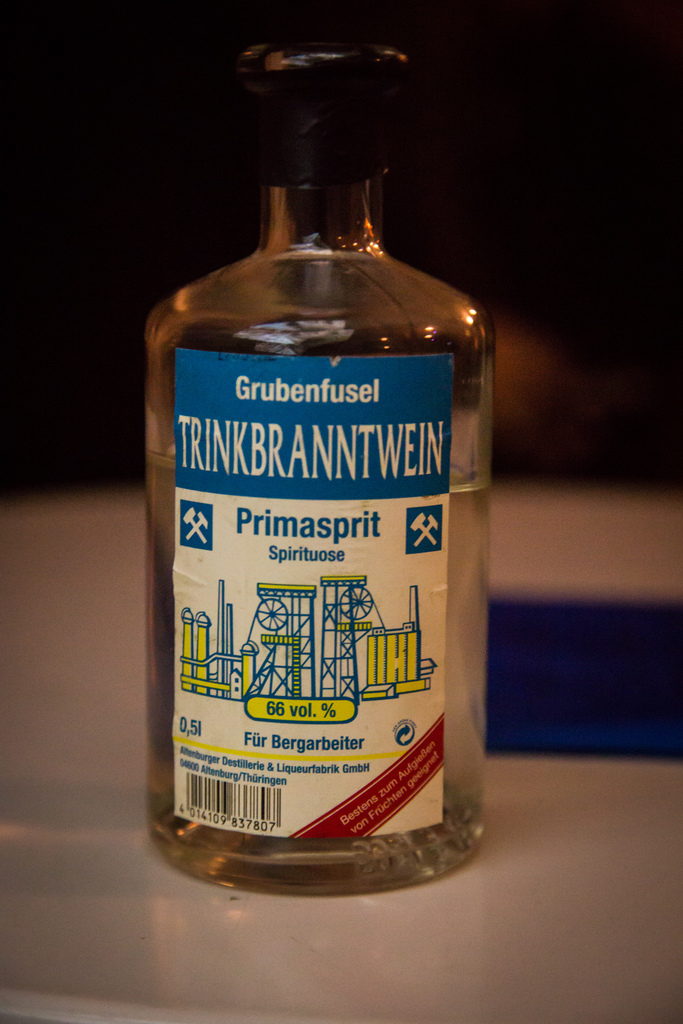 Grubenfusel
TRINKBRANNTWEIN
Primasprit
Spirituose
66 vol. %
0,5l
Für Bergarbeiter
Altenburger Destillerie & Liqueurfabrik GmbH
04600 Altenburg/Thüringen
4 014109 837807
Bestens zum Aufgießen
von Früchten geeignet